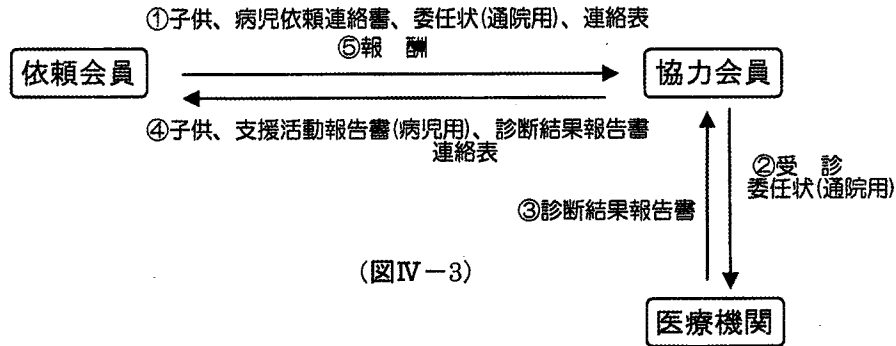 ①子供、病児依頼連絡書、委任状(通院用)、連絡表
⑤報 酬
依頼会員
協力会員
④子供、支援活動報告書(病児用)、診断結果報告書
連絡表
②受 診
委任状(通院用)
③診断結果報告書
(図Ⅳ-3)
医療機関